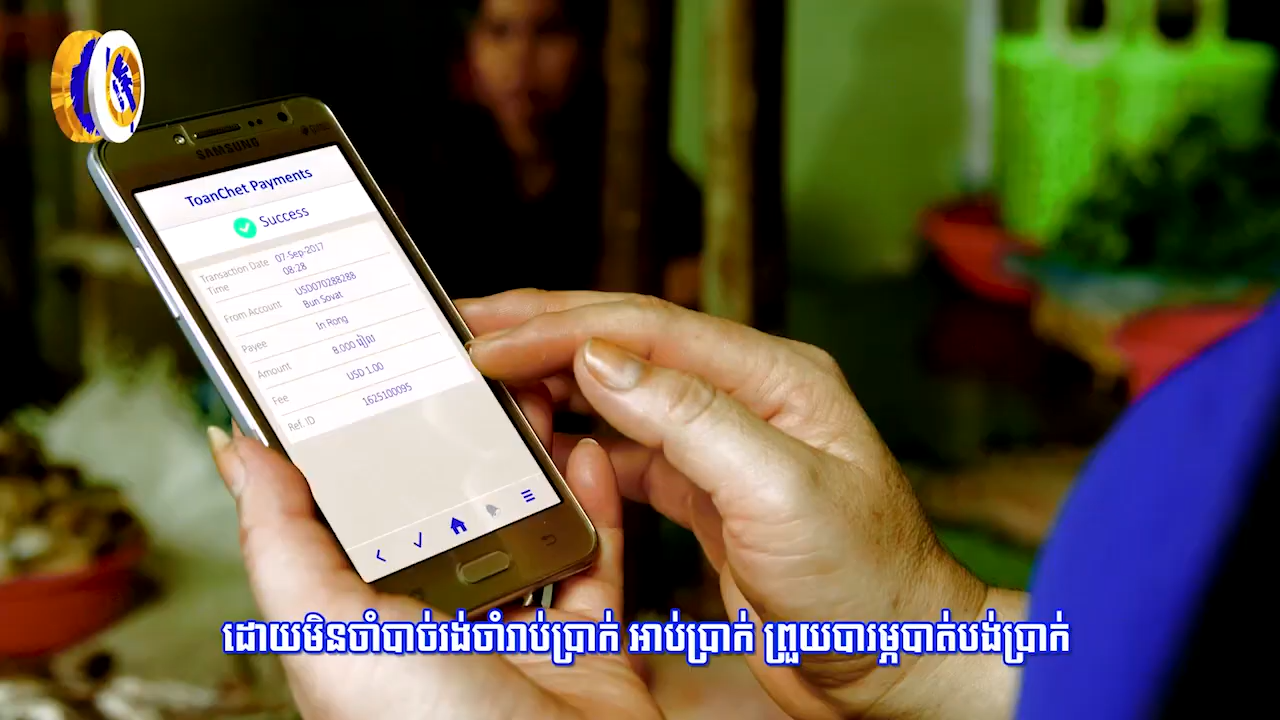 SAMSUNG
ToanChet Payments
Success
Transaction Date Time 07-Sep-2017 08:28
From Account USD070288288 Bun Sovat
Payee In Rong
Amount 8.000 រៀល
Fee USD 1.00
Ref. ID 1625100095
ដោយមិនចាំបាច់រង់ចាំរាប់ប្រាក់ អាប់ប្រាក់ ព្រួយបារម្ភបាត់បង់ប្រាក់